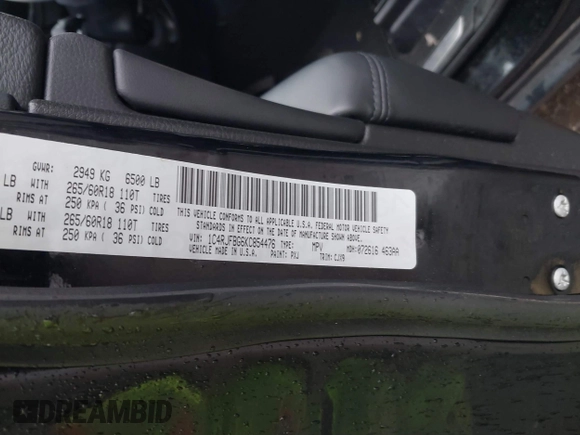 GVWR: 2949 KG 6500 LB
LB WITH 265/60R18 110T TIRES
RIMS AT 250 KPA ( 36 PSI) COLD
LB WITH 265/60R18 110T TIRES
RIMS AT 250 KPA ( 36 PSI) COLD
THIS VEHICLE CONFORMS TO ALL APPLICABLE U.S.A. FEDERAL MOTOR VEHICLE SAFETY
STANDARDS IN EFFECT ON THE DATE OF MANUFACTURE SHOWN ABOVE.
VIN: 1C4RJFBG6KC854476 TYPE: MPV MDH: 072516 463AA
VEHICLE MADE IN U.S.A. PAINT: PXJ TRIM: CJX9
DREAMBID